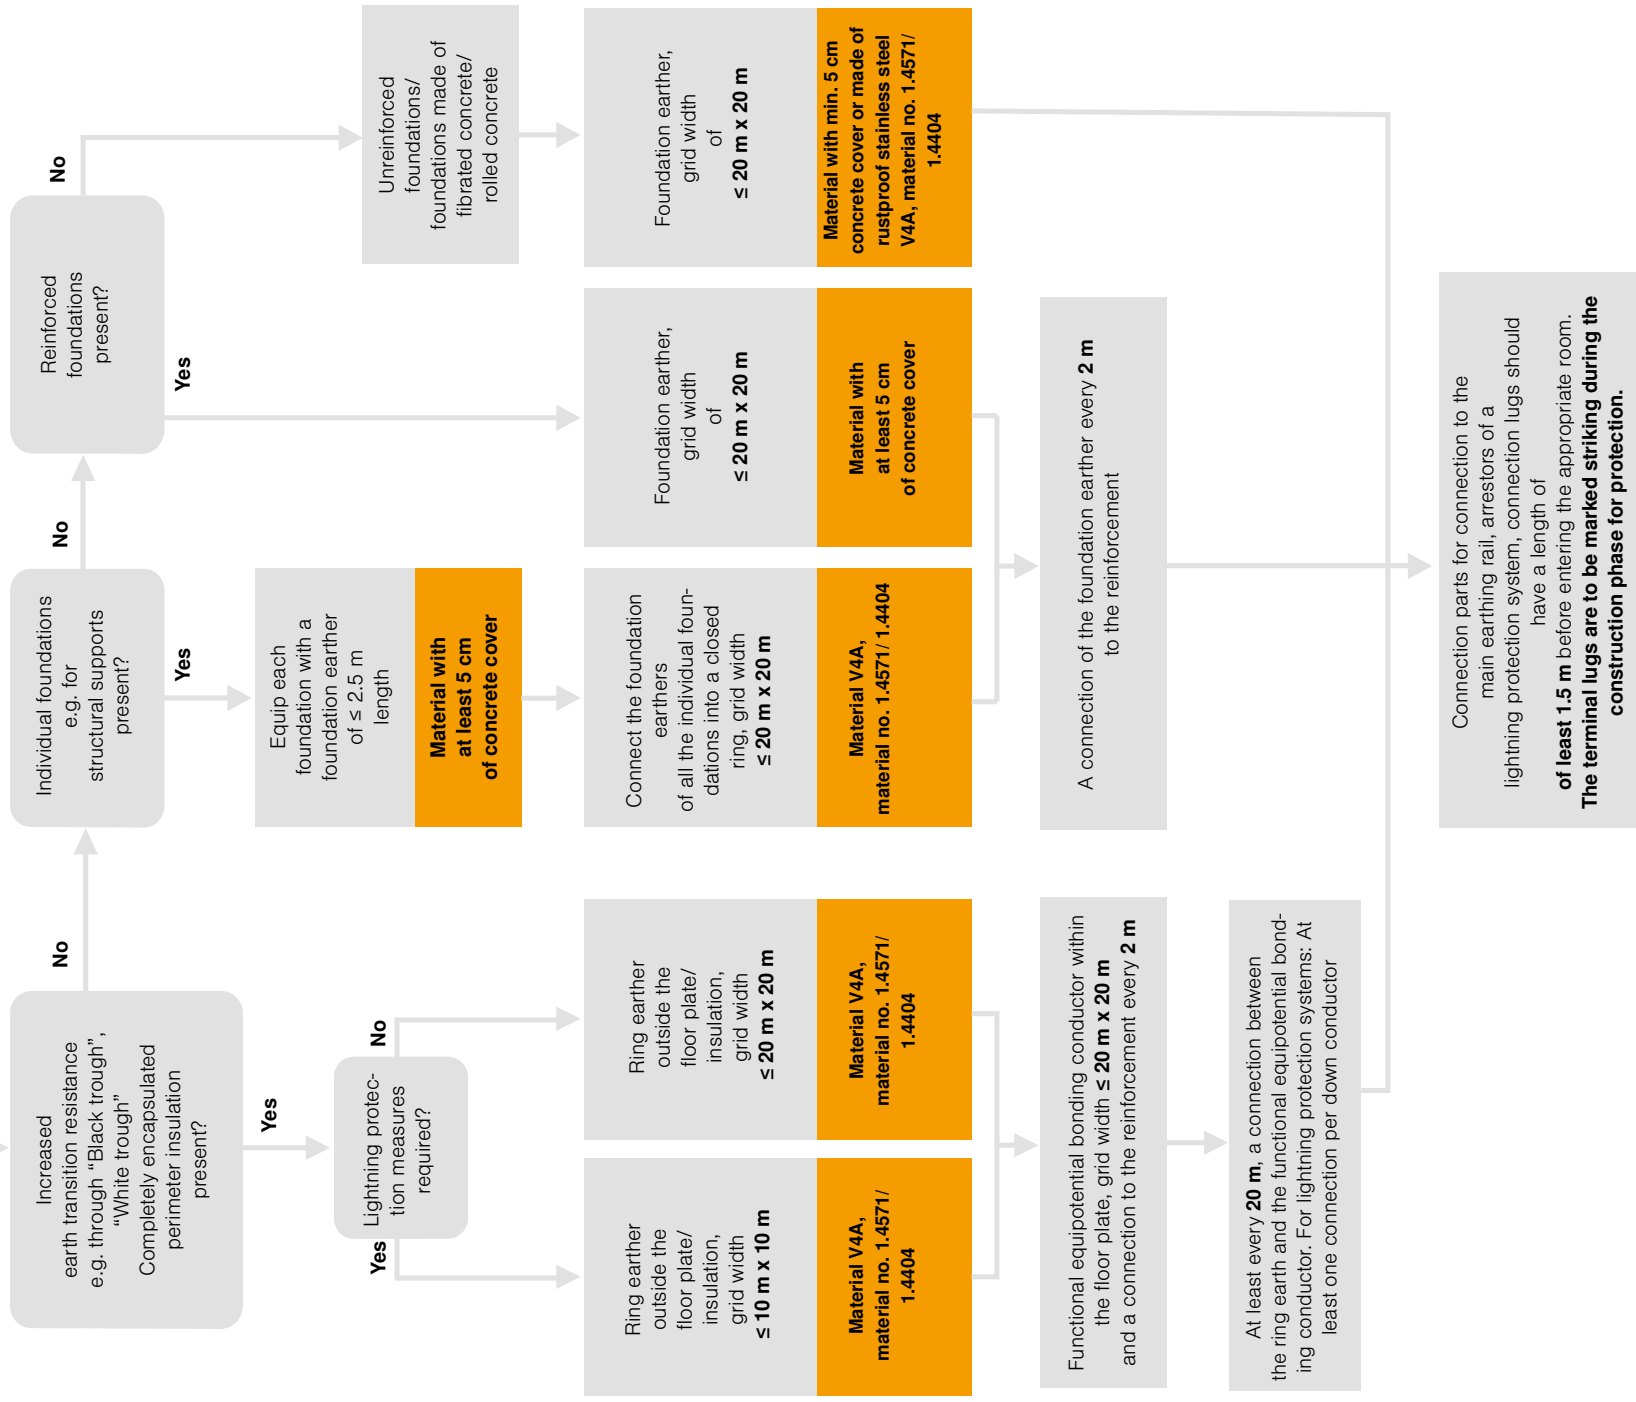 Increased
earth transition resistance
e.g. through “Black trough”,
“White trough”
Completely encapsulated
perimeter insulation
present?
No
Yes
Individual foundations
e.g. for
structural supports
present?
No
Yes
Reinforced
foundations
present?
No
Yes
Lightning protec-
tion measures
required?
Yes
No
Equip each
foundation with a
foundation earther
of ≤ 2.5 m
length
Material with
at least 5 cm
of concrete cover
Unreinforced
foundations/
foundations made of
fibrated concrete/
rolled concrete
Ring earther
outside the
floor plate/
insulation,
grid width
≤ 10 m x 10 m
Material V4A,
material no. 1.4571/
1.4404
Ring earther
outside the
floor plate/
insulation,
grid width
≤ 20 m x 20 m
Material V4A,
material no. 1.4571/
1.4404
Connect the foundation
earthers
of all the individual foun-
dations into a closed
ring, grid width
≤ 20 m x 20 m
Material V4A,
material no. 1.4571/ 1.4404
Foundation earther,
grid width
of
≤ 20 m x 20 m
Material with
at least 5 cm
of concrete cover
Foundation earther,
grid width
of
≤ 20 m x 20 m
Material with min. 5 cm
concrete cover or made of
rustproof stainless steel
V4A, material no. 1.4571/
1.4404
Functional equipotential bonding conductor within
the floor plate, grid width ≤ 20 m x 20 m
and a connection to the reinforcement every 2 m
A connection of the foundation earther every 2 m
to the reinforcement
At least every 20 m, a connection between
the ring earth and the functional equipotential bond-
ing conductor. For lightning protection systems: At
least one connection per down conductor
Connection parts for connection to the
main earthing rail, arrestors of a
lightning protection system, connection lugs should
have a length of
of least 1.5 m before entering the appropriate room.
The terminal lugs are to be marked striking during the
construction phase for protection.